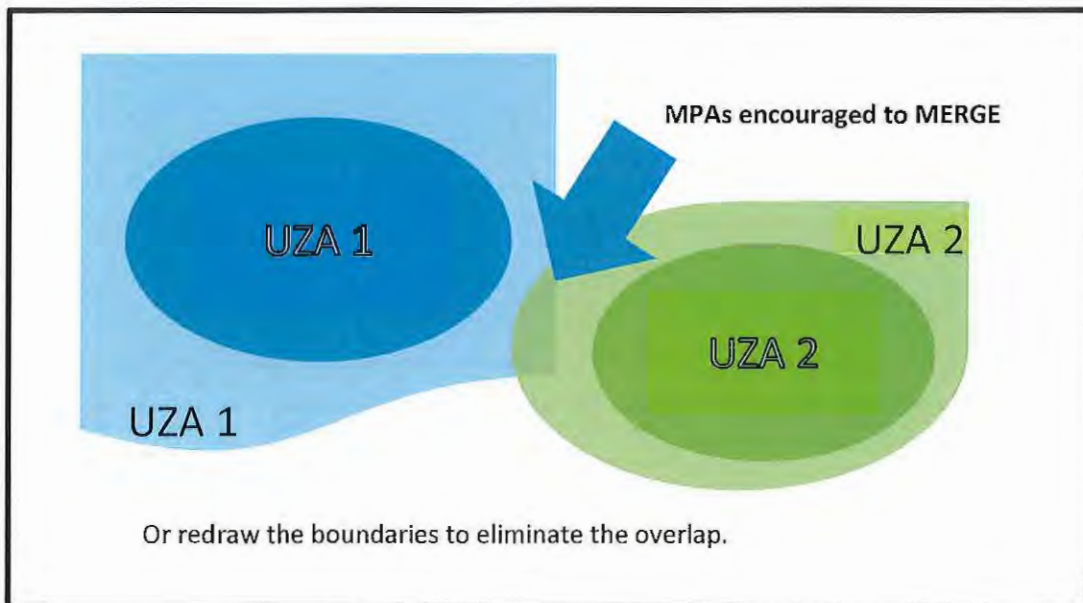 MPAs encouraged to MERGE
UZA 1
UZA 2
UZA 2
UZA 1
Or redraw the boundaries to eliminate the overlap.